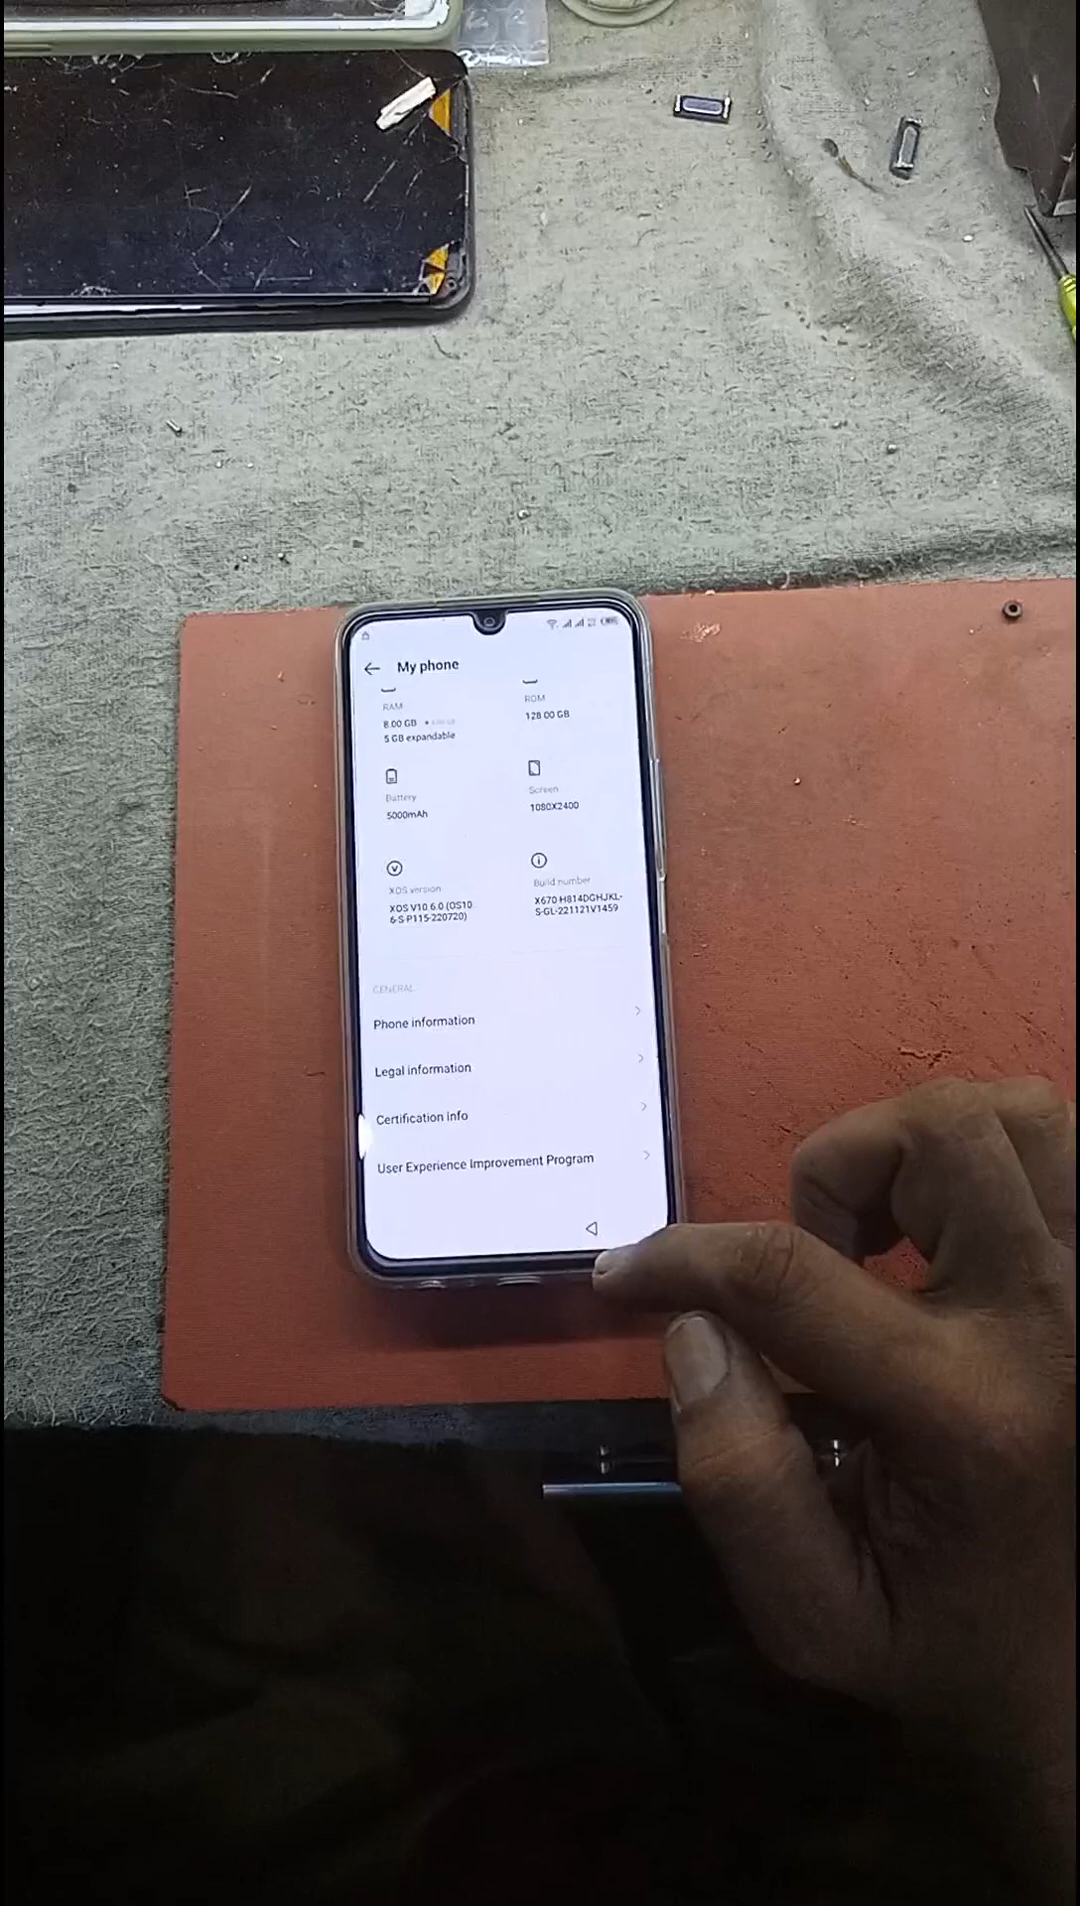 My phone
RAM
ROM
8.00 GB
128.00 GB
5 GB expandable
Battery
Screen
5000mAh
1080X2400
XOS version
Build number
XOS V10.6.0 (OS10
.6-S-P115-220720)
X670-H814DGHJKL-
S-GL-221121V1459
GENERAL
Phone information
Legal information
Certification info
User Experience Improvement Program